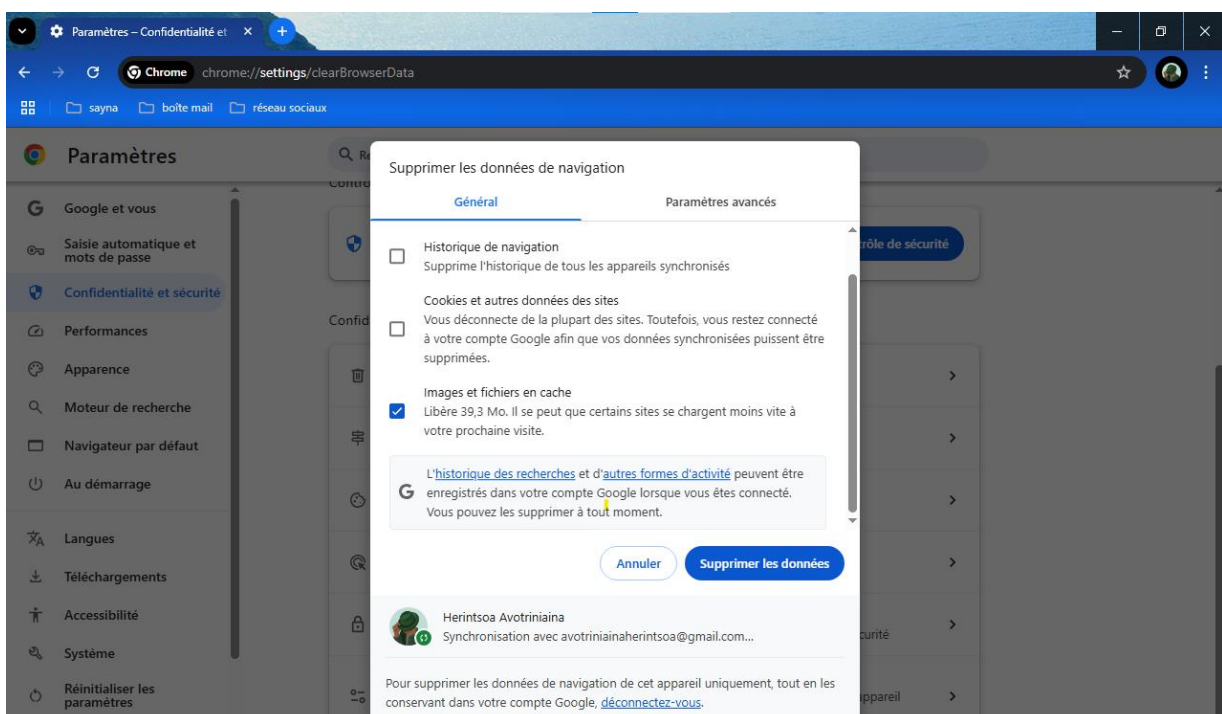 Paramètres – Confidentialité et
Chrome chrome://settings/clearBrowserData
sayna boîte mail réseau sociaux
Paramètres
Google et vous
Saisie automatique et
mots de passe
Confidentialité et sécurité
Performances
Apparence
Moteur de recherche
Navigateur par défaut
Au démarrage
Langues
Téléchargements
Accessibilité
Système
Réinitialiser les
paramètres
Confid
trôle de sécurité
curité
appareil
Supprimer les données de navigation
Général Paramètres avancés
Historique de navigation
Supprime l'historique de tous les appareils synchronisés
Cookies et autres données des sites
Vous déconnecte de la plupart des sites. Toutefois, vous restez connecté
à votre compte Google afin que vos données synchronisées puissent être
supprimées.
Images et fichiers en cache
Libère 39,3 Mo. Il se peut que certains sites se chargent moins vite à
votre prochaine visite.
L'historique des recherches et d'autres formes d'activité peuvent être
enregistrés dans votre compte Google lorsque vous êtes connecté.
Vous pouvez les supprimer à tout moment.
Annuler Supprimer les données
Herintsoa Avotriniaina
Synchronisation avec avotriniainaherintsoa@gmail.com...
Pour supprimer les données de navigation de cet appareil uniquement, tout en les
conservant dans votre compte Google, déconnectez-vous.